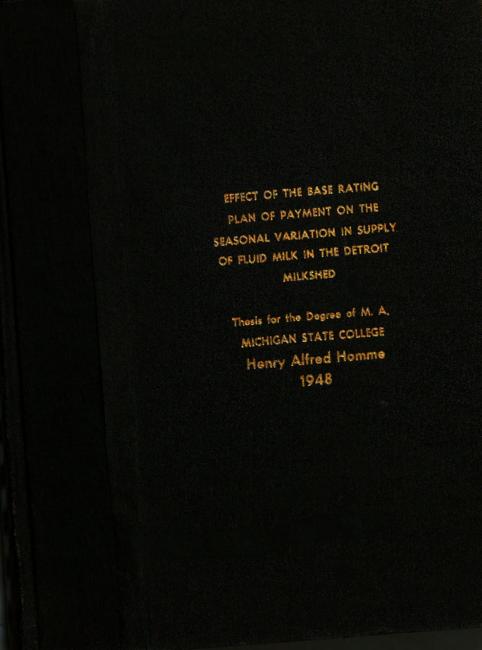 EFFECT OF THE BASE RATING
PLAN OF PAYMENT ON THE
SEASONAL VARIATION IN SUPPLY
OF FLUID MILK IN THE DETROIT
MILKSHED
Thesis for the Degree of M. A.
MICHIGAN STATE COLLEGE
Henry Alfred Homme
1948